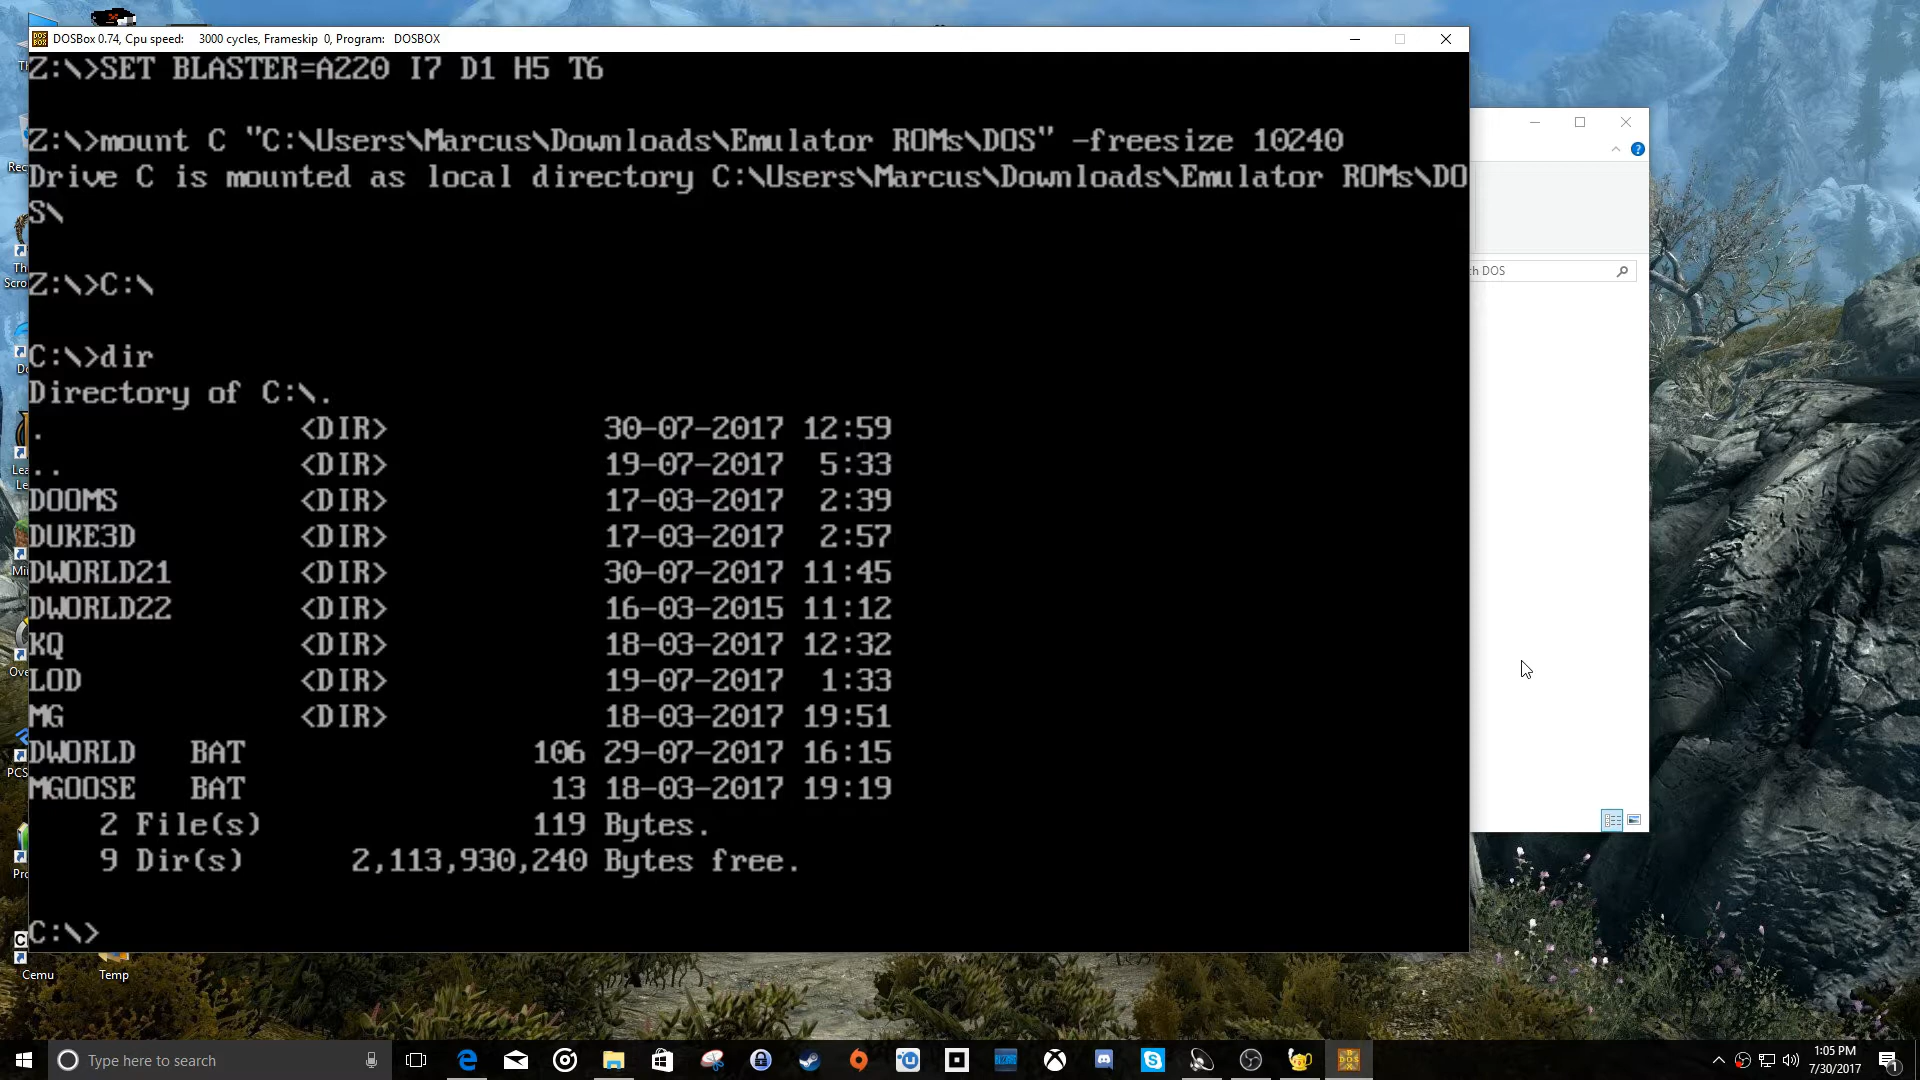 DOSBox 0.74, Cpu speed: 3000 cycles, Frameskip 0, Program: DOSBOX
Z:\>SET BLASTER=A220 I7 D1 H5 T6
Z:\>mount C "C:\Users\Marcus\Downloads\Emulator ROMs\DOS" -freesize 10240
Drive C is mounted as local directory C:\Users\Marcus\Downloads\Emulator ROMs\DO
S\
Z:\>C:\
C:\>dir
Directory of C:\.
. <DIR> 30-07-2017 12:59
.. <DIR> 19-07-2017 5:33
DOOMS <DIR> 17-03-2017 2:39
DUKE3D <DIR> 17-03-2017 2:57
DWORLD21 <DIR> 30-07-2017 11:45
DWORLD22 <DIR> 16-03-2015 11:12
KQ <DIR> 18-03-2017 12:32
LOD <DIR> 19-07-2017 1:33
MG <DIR> 18-03-2017 19:51
DWORLD BAT 106 29-07-2017 16:15
MGOOSE BAT 13 18-03-2017 19:19
2 File(s) 119 Bytes.
9 Dir(s) 2,113,930,240 Bytes free.
C:\>
DOS
Cemu
Temp
Type here to search
1:05 PM
7/30/2017